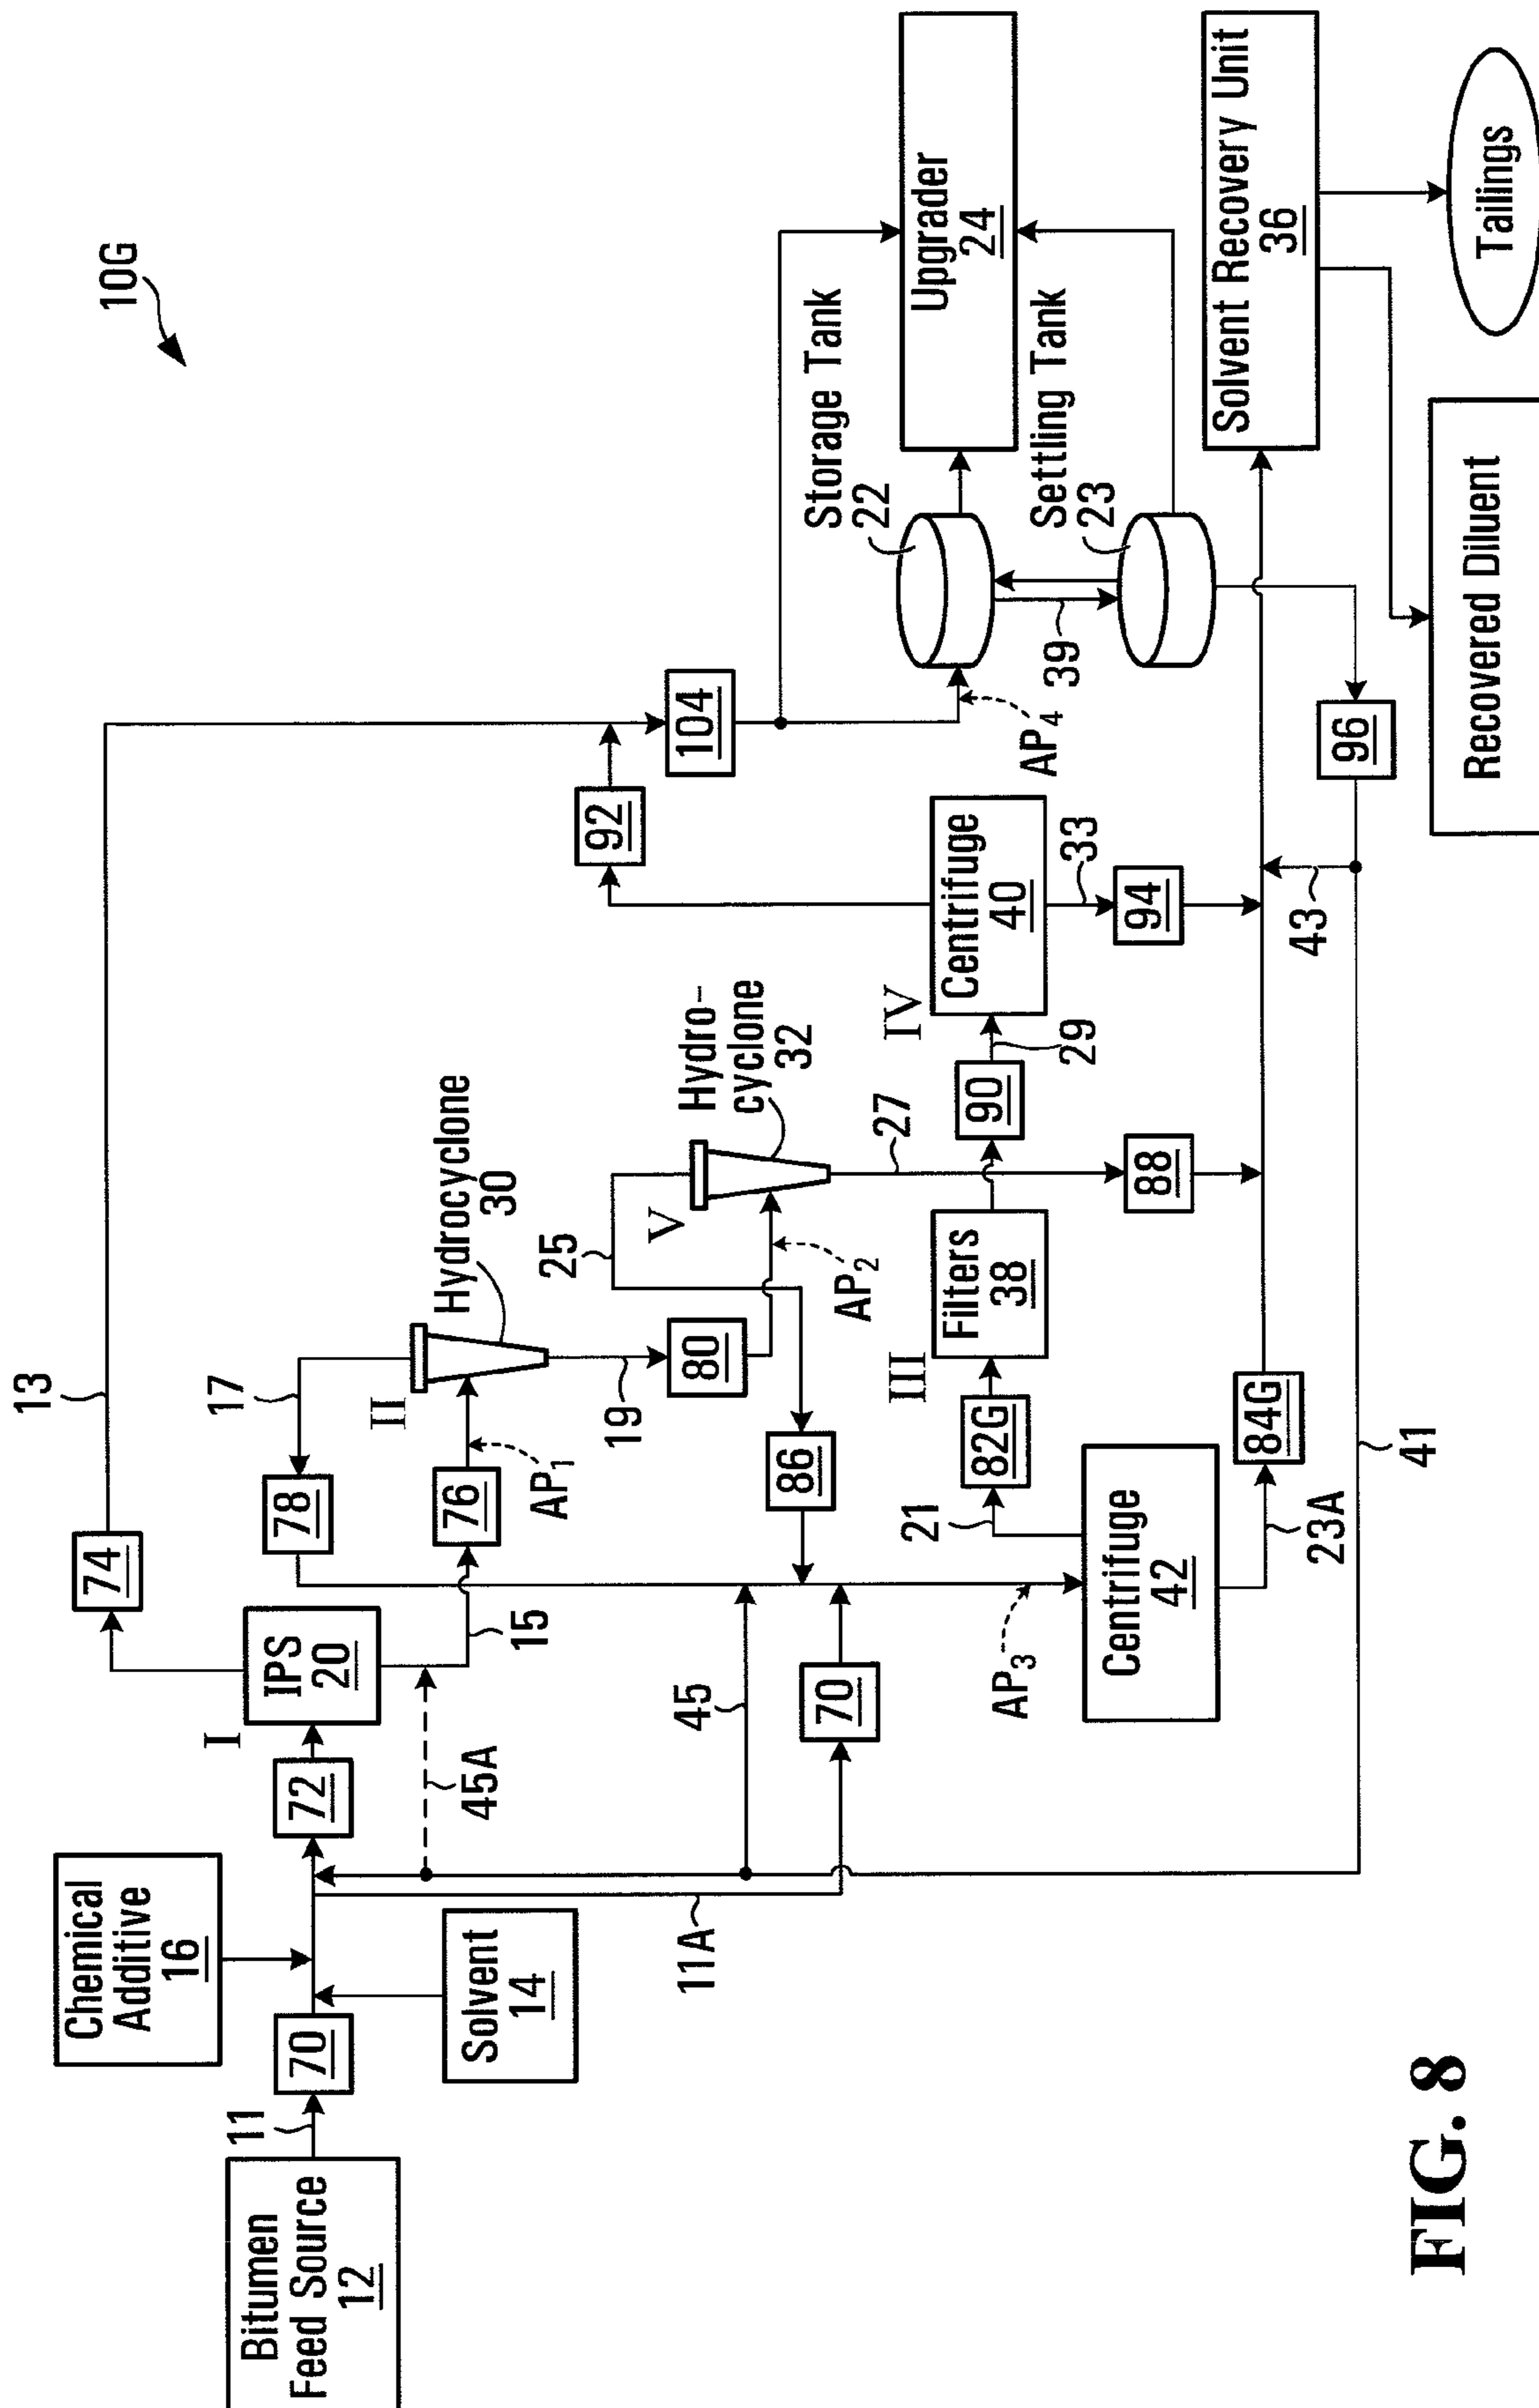 10G
Bitumen
Feed Source
12
11
70
Chemical
Additive
16
Solvent
14
11A
72
I
IPS
20
45A
45
74
13
15
78
17
76
AP1
II
Hydrocyclone
30
19
80
25
V
Hydro-
cyclone
32
AP2
86
70
AP3
Centrifuge
42
21
82G
III
Filters
38
27
88
90
29
IV
Centrifuge
40
33
94
92
104
AP4
Storage Tank
22
39
Settling Tank
23
Upgrader
24
23A
84G
41
43
96
Solvent Recovery Unit
36
Recovered Diluent
Tailings
FIG. 8